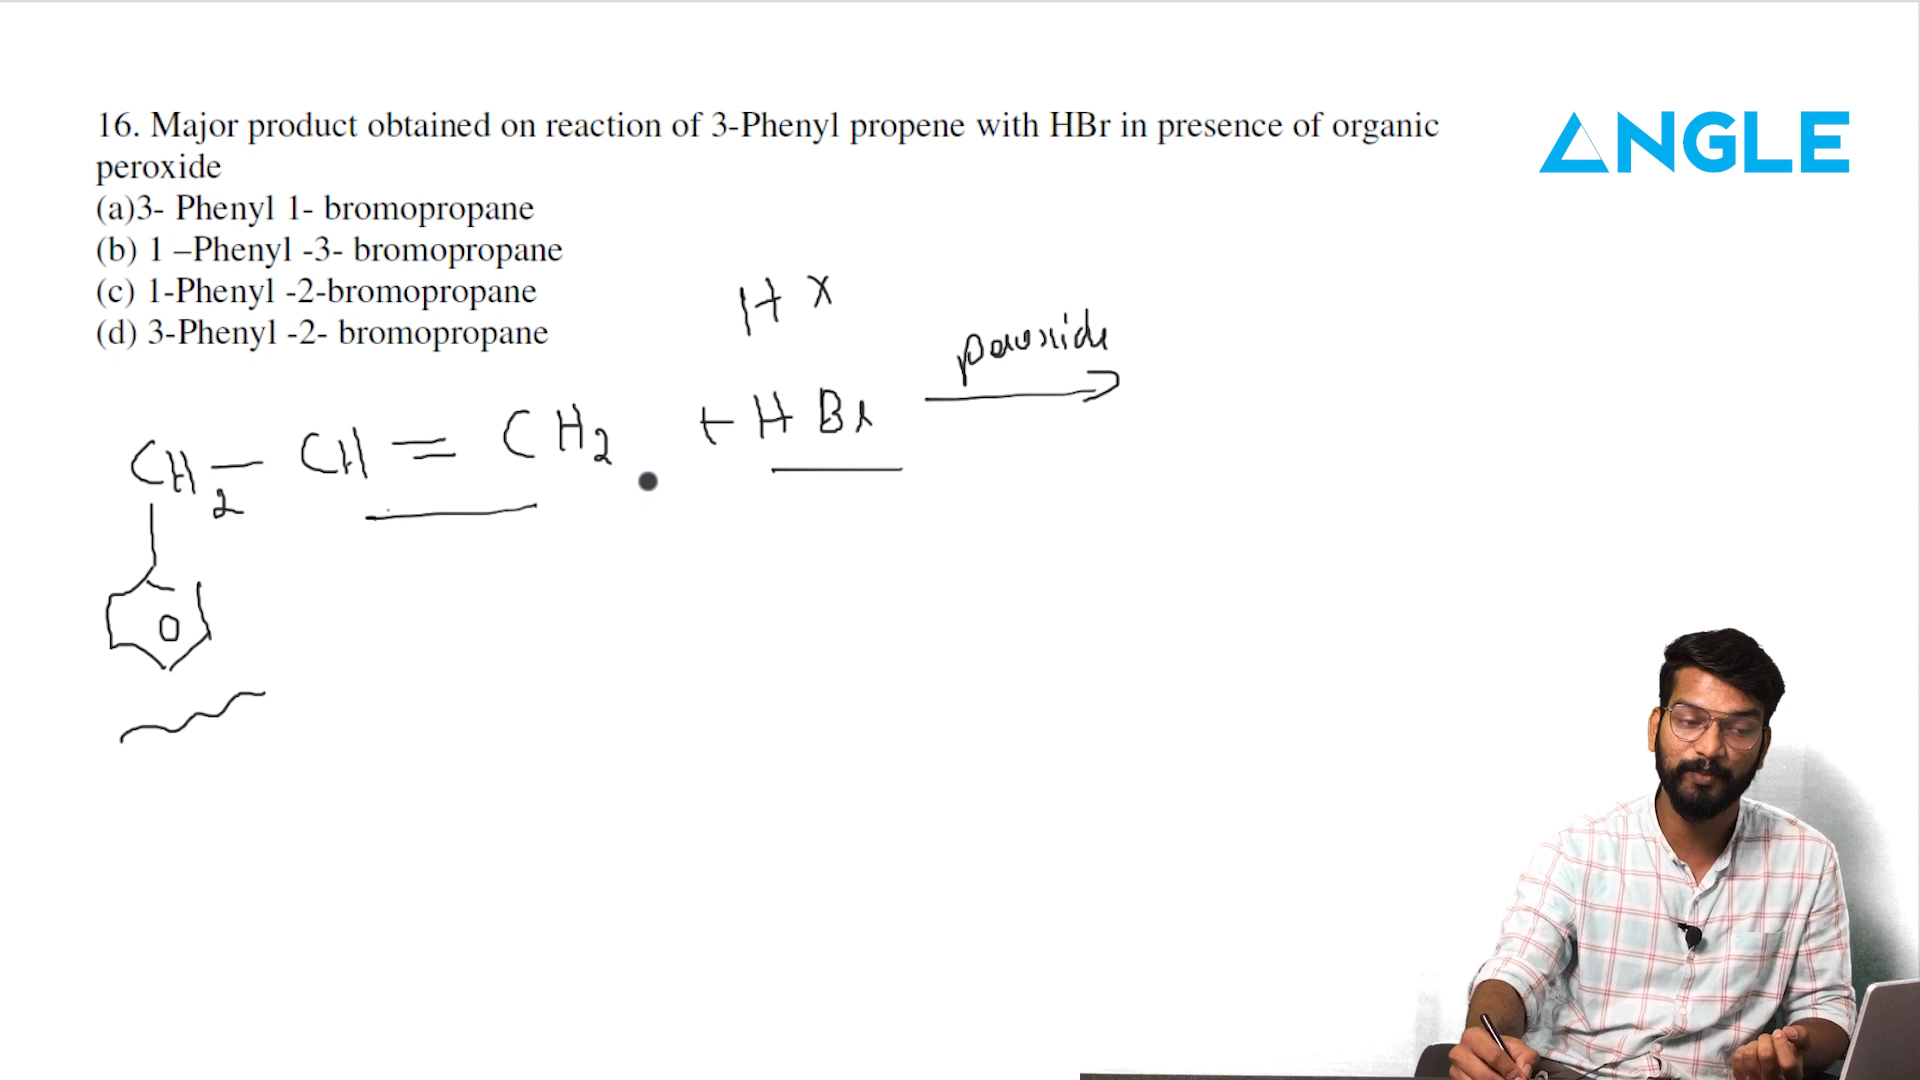 16. Major product obtained on reaction of 3-Phenyl propene with HBr in presence of organic
peroxide
(a)3- Phenyl 1- bromopropane
(b) 1 –Phenyl -3- bromopropane
(c) 1-Phenyl -2-bromopropane
(d) 3-Phenyl -2- bromopropane
ANGLE
H X
peroxide
CH2 – CH = CH2 + H Br